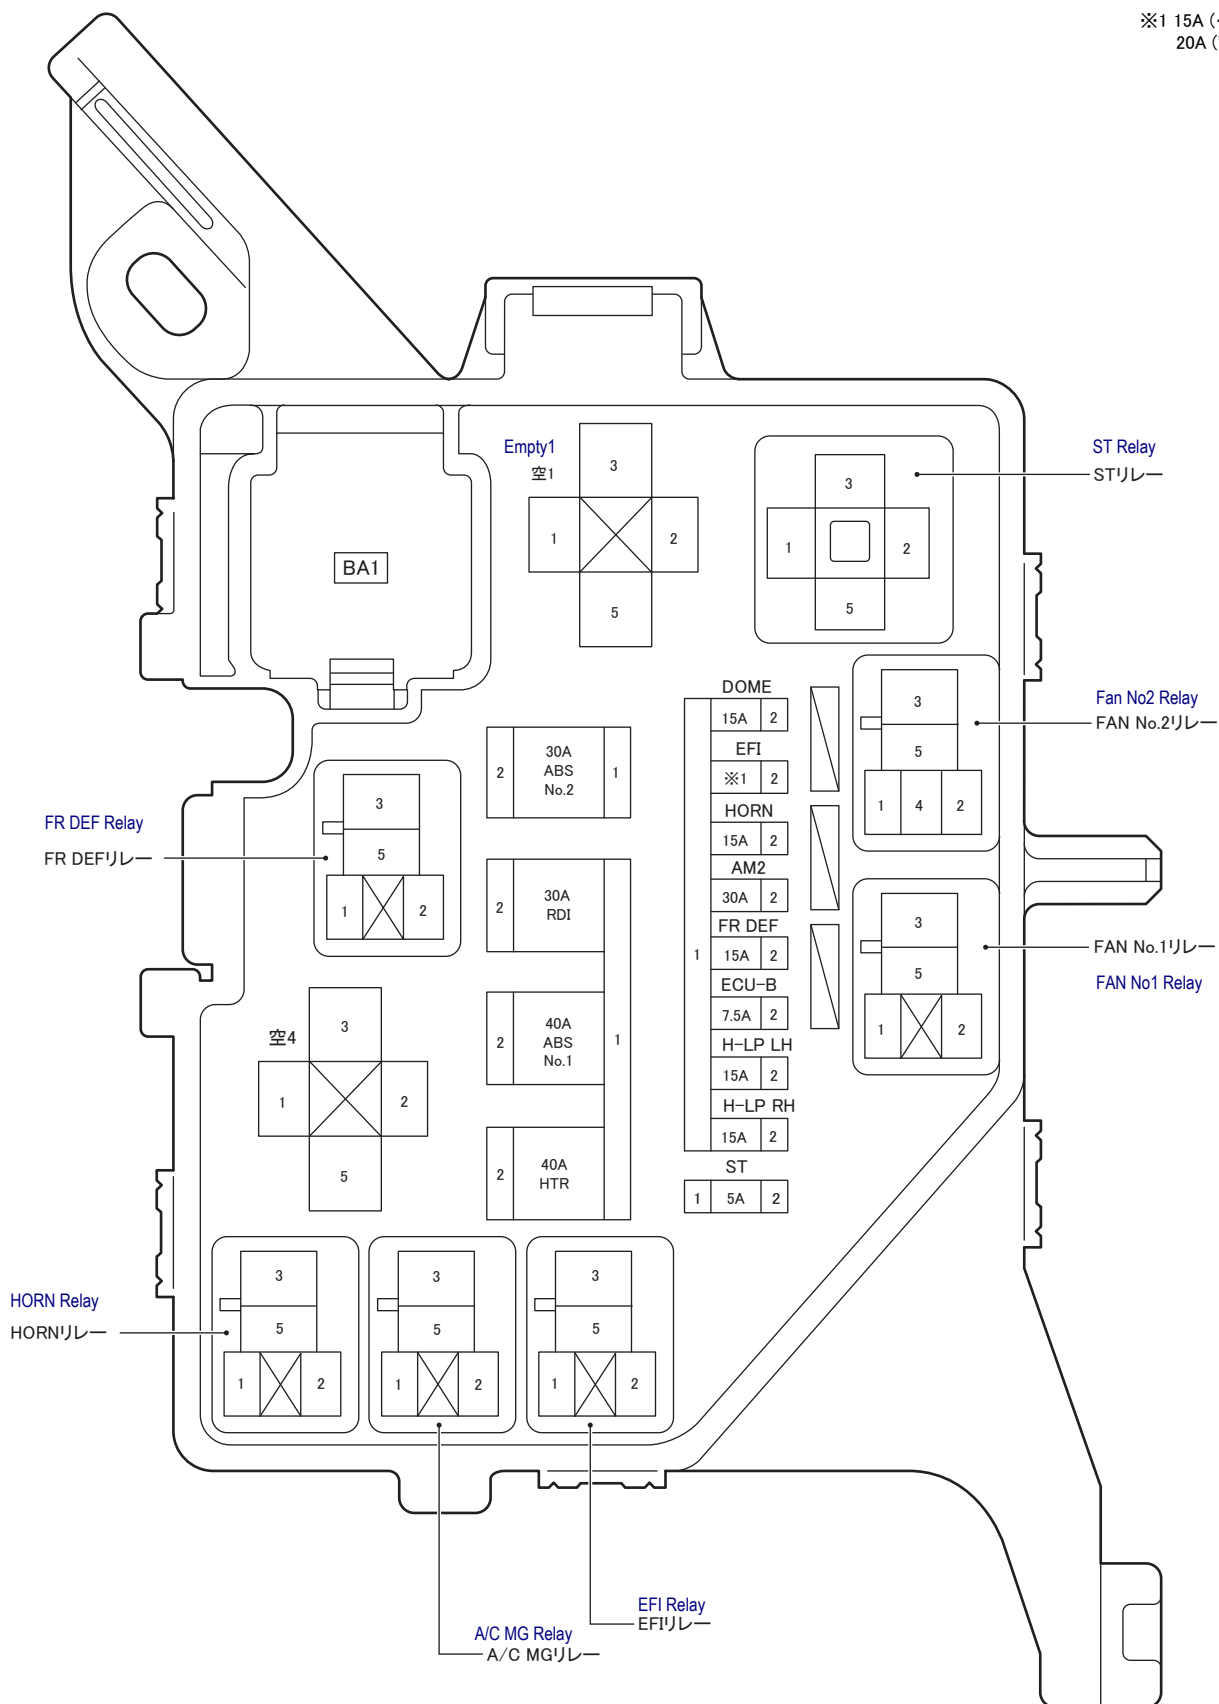 ※1 15A
20A
Empty1
空1
3
1
2
5
ST Relay
STリレー
3
1
2
5
BA1
Fan No2 Relay
FAN No.2リレー
3
5
1 4 2
DOME
15A 2
EFI
※1 2
HORN
15A 2
AM2
30A 2
FR DEF
1 15A 2
ECU-B
7.5A 2
H-LP LH
15A 2
H-LP RH
15A 2
ST
1 5A 2
2 30A 1
ABS
No.2
2 30A
RDI
2 40A 1
ABS
No.1
2 40A
HTR
FR DEF Relay
FR DEFリレー
3
5
1 2
3
5
1 2
FAN No.1リレー
FAN No1 Relay
空4
3
1
2
5
HORN Relay
HORNリレー
3
5
1 2
3
5
1 2
3
5
1 2
EFI Relay
EFIリレー
A/C MG Relay
A/C MGリレー